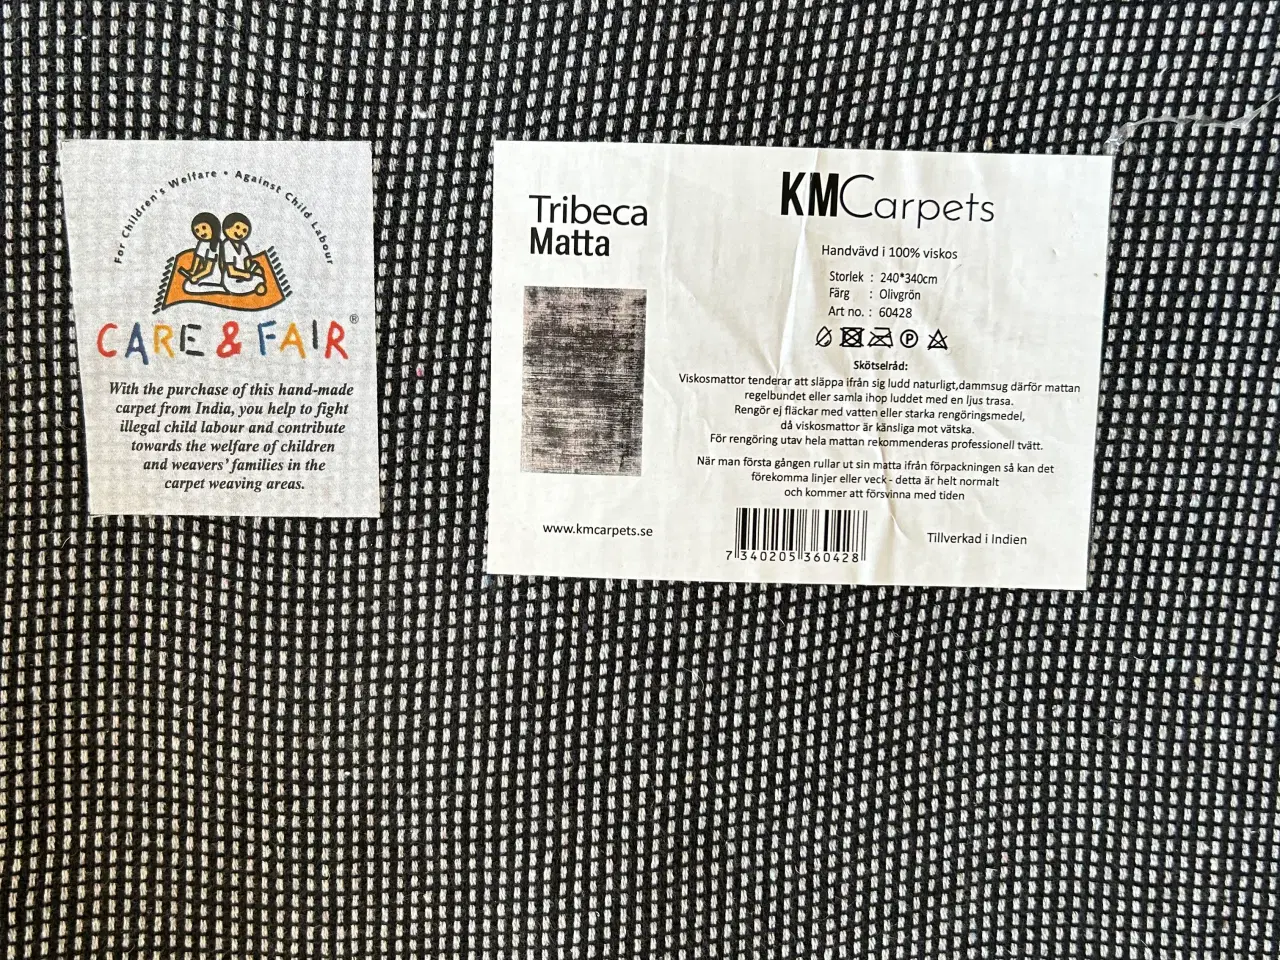 For Children's Welfare • Against Child Labour
CARE & FAIR®
With the purchase of this hand-made
carpet from India, you help to fight
illegal child labour and contribute
towards the welfare of children
and weavers' families in the
carpet weaving areas.
Tribeca
Matta
www.kmcarpets.se
KMCarpets
Handvävd i 100% viskos
Storlek : 240*340cm
Färg : Olivgrön
Art no. : 60428
P
Skötselråd:
Viskosmattor tenderar att släppa ifrån sig ludd naturligt,dammsug därför mattan
regelbundet eller samla ihop luddet med en ljus trasa.
Rengör ej fläckar med vatten eller starka rengöringsmedel,
då viskosmattor är känsliga mot vätska.
För rengöring utav hela mattan rekommenderas professionell tvätt.
När man första gången rullar ut sin matta ifrån förpackningen så kan det
förekomma linjer eller veck - detta är helt normalt
och kommer att försvinna med tiden
7 340205 360428
Tillverkad i Indien